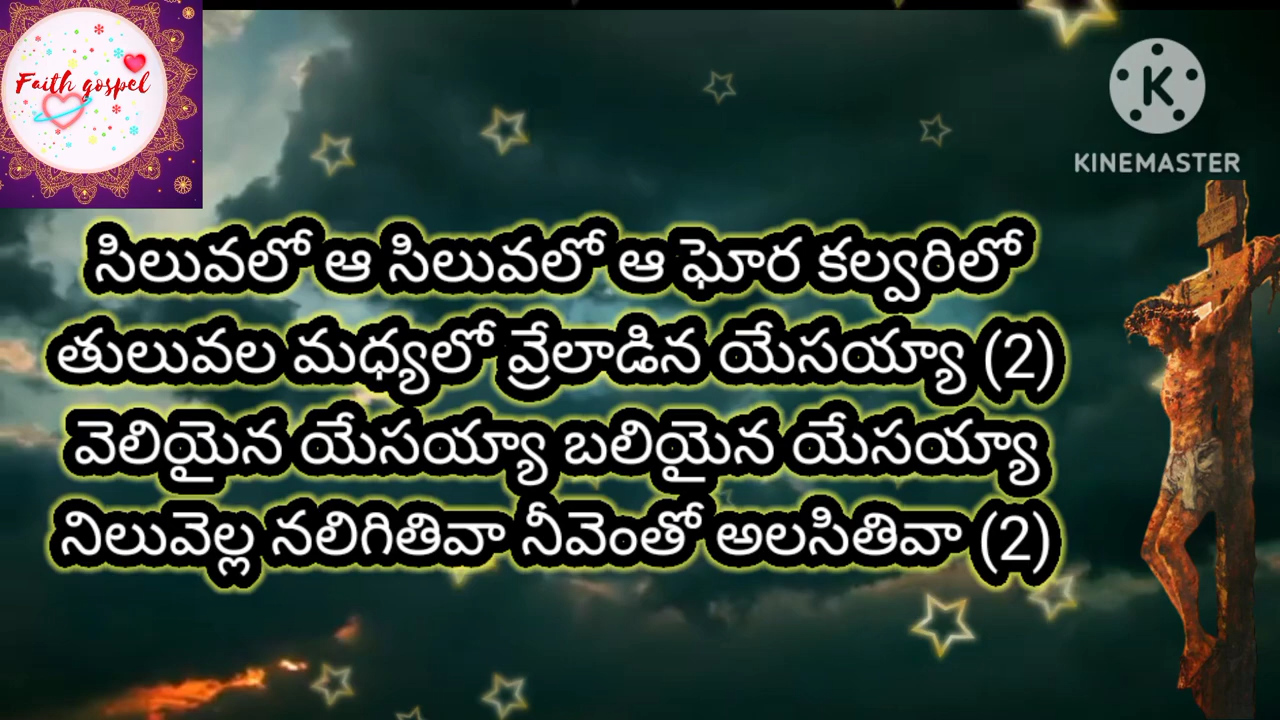 Faith gospel
KINEMASTER
సిలువలో ఆ సిలువలో ఆ ఘోర కల్వరిలో
తులువల మధ్యలో వ్రేలాడిన యేసయ్యా (2)
వెలియైన యేసయ్యా బలియైన యేసయ్యా
నిలువెల్ల నలిగితివా నీవెంతో అలసితివా (2)